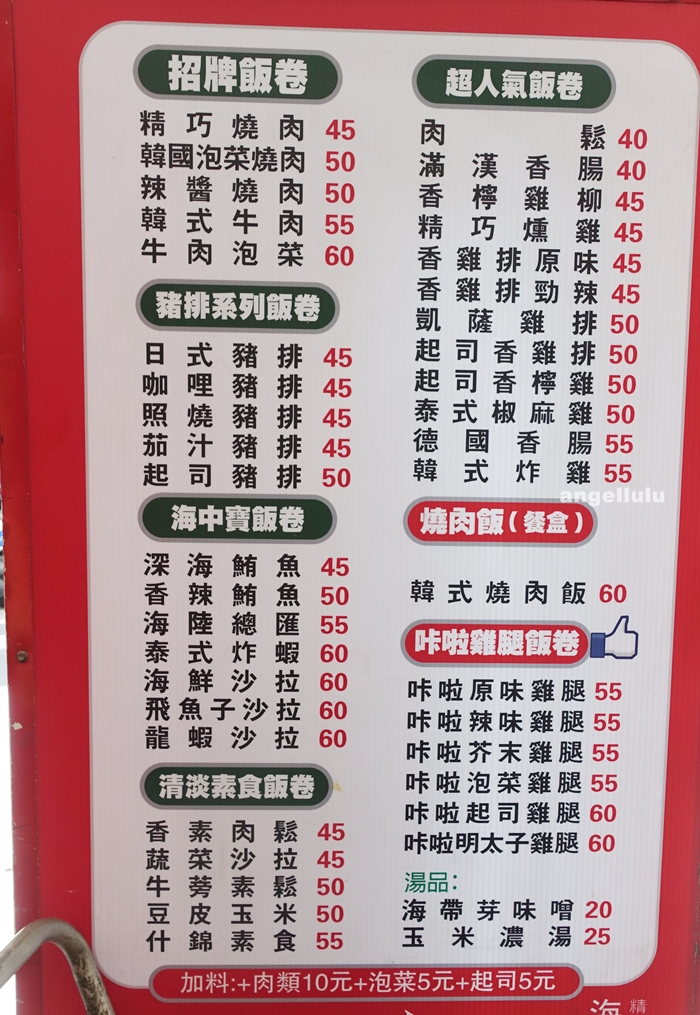 招牌飯卷
精巧燒肉 45
韓國泡菜燒肉 50
辣醬燒肉 50
韓式牛肉 55
牛肉泡菜 60
豬排系列飯卷
日式豬排 45
咖哩豬排 45
照燒豬排 45
茄汁豬排 45
起司豬排 50
海中寶飯卷
深海鮪魚 45
香辣鮪魚 50
海陸總匯 55
泰式炸蝦 60
海鮮沙拉 60
飛魚子沙拉 60
龍蝦沙拉 60
清淡素食飯卷
香素肉鬆 45
蔬菜沙拉 45
牛蒡素鬆 50
豆皮玉米 50
什錦素食 55
超人氣飯卷
肉鬆 40
滿漢香腸 40
香檸雞柳 45
精巧燻雞 45
香雞排原味 45
香雞排勁辣 45
凱薩雞排 50
起司香雞排 50
起司香檸雞 50
泰式椒麻雞 50
德國香腸 55
韓式炸雞 55
angellulu
燒肉飯(餐盒)
韓式燒肉飯 60
咔啦雞腿飯卷
咔啦原味雞腿 55
咔啦辣味雞腿 55
咔啦芥末雞腿 55
咔啦泡菜雞腿 55
咔啦起司雞腿 60
咔啦明太子雞腿 60
湯品:
海帶芽味噌 20
玉米濃湯 25
加料:+肉類10元+泡菜5元+起司5元
海 精